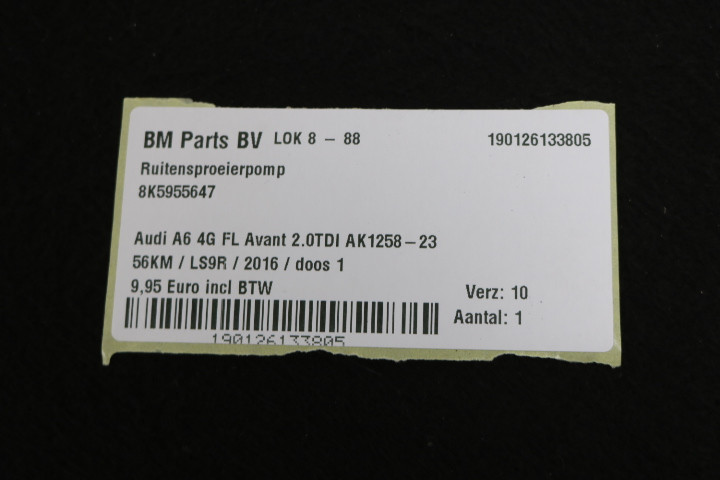 BM Parts BV LOK 8 - 88 190126133805
Ruitensproeierpomp
8K5955647
Audi A6 4G FL Avant 2.0TDI AK1258-23
56KM / LS9R / 2016 / doos 1
9,95 Euro incl BTW Verz: 10
Aantal: 1
190126133805